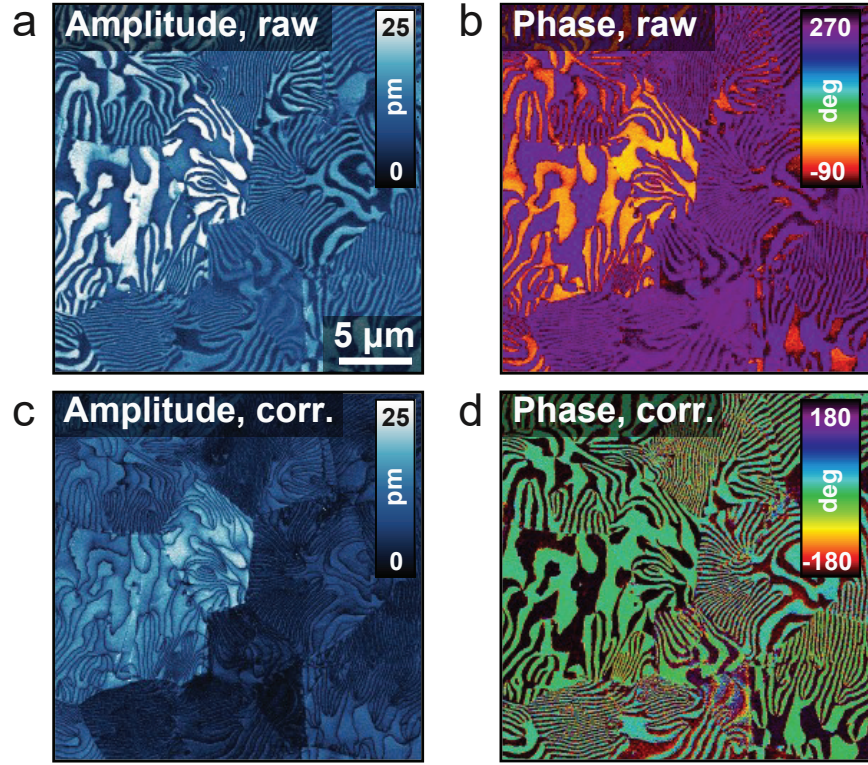 a
Amplitude, raw
25
pm
0
5 µm
b
Phase, raw
270
deg
-90
c
Amplitude, corr.
25
pm
0
d
Phase, corr.
180
deg
-180